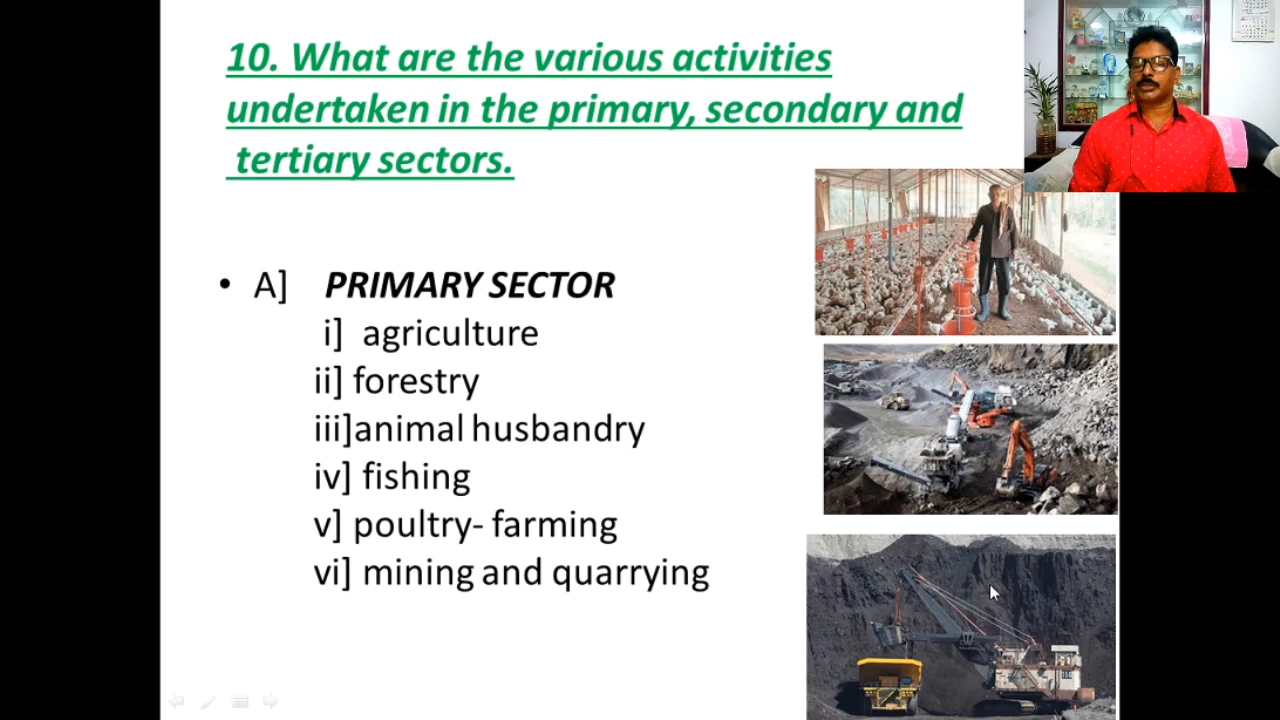 10. What are the various activities
undertaken in the primary, secondary and
tertiary sectors.
• A] PRIMARY SECTOR
i] agriculture
ii] forestry
iii]animal husbandry
iv] fishing
v] poultry- farming
vi] mining and quarrying